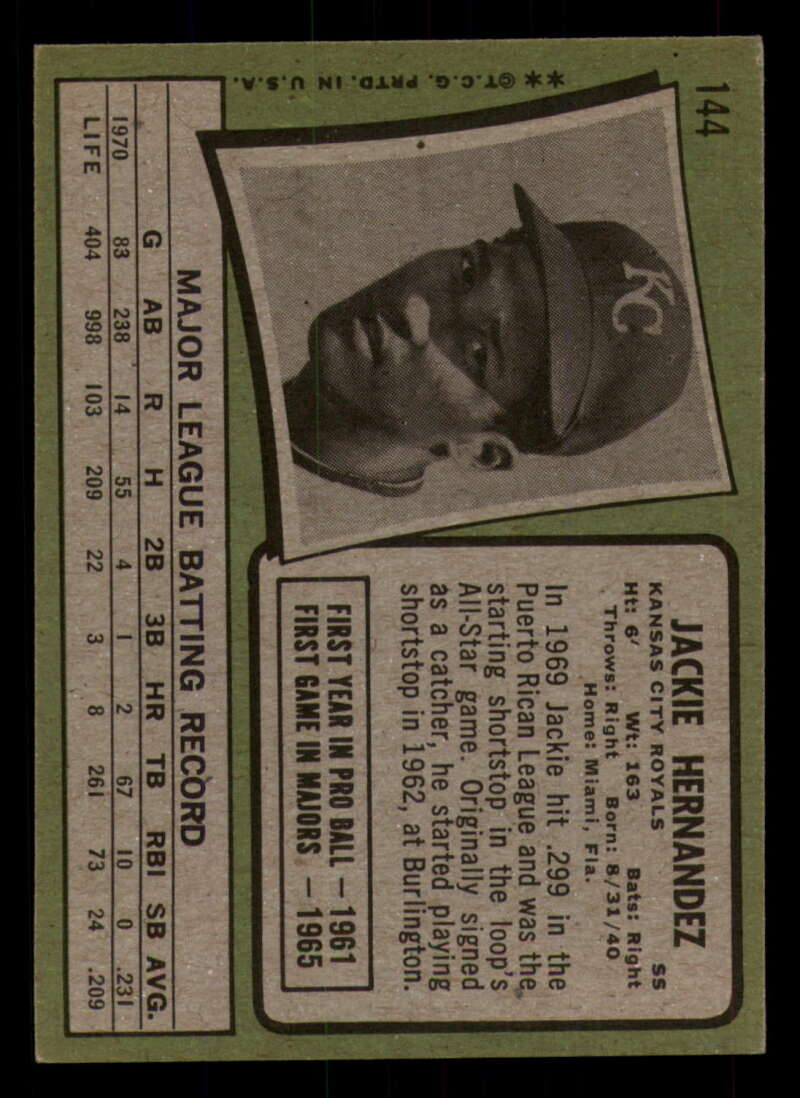 144
KC
JACKIE HERNANDEZ
KANSAS CITY ROYALS SS
Ht: 6' Wt: 163 Bats: Right
Throws: Right Born: 8/31/40
Home: Miami, Fla.
In 1969 Jackie hit .299 in the
Puerto Rican League and was the
starting shortstop in the loop's
All-Star game. Originally signed
as a catcher, he started playing
shortstop in 1962, at Burlington.
FIRST YEAR IN PRO BALL — 1961
FIRST GAME IN MAJORS — 1965
MAJOR LEAGUE BATTING RECORD
G AB R H 2B 3B HR TB RBI SB AVG.
1970 83 238 14 55 4 1 2 67 10 0 .231
LIFE 404 998 103 209 22 3 8 261 73 24 .209
**©T.C.G. PRTD. IN U.S.A.